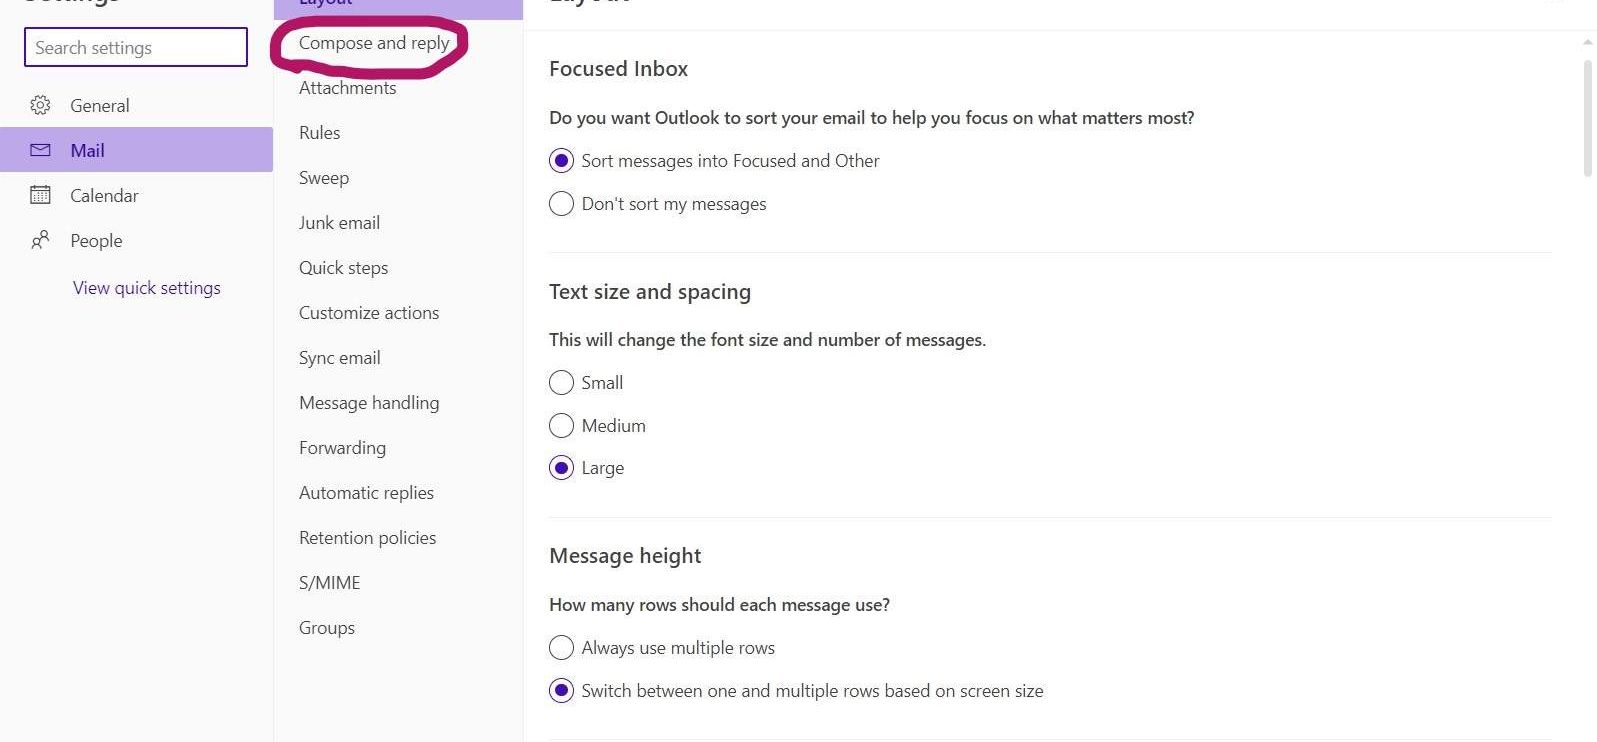 Settings
Search settings
General
Mail
Calendar
People
View quick settings
Layout
Compose and reply
Attachments
Rules
Sweep
Junk email
Quick steps
Customize actions
Sync email
Message handling
Forwarding
Automatic replies
Retention policies
S/MIME
Groups
Layout
Focused Inbox
Do you want Outlook to sort your email to help you focus on what matters most?
Sort messages into Focused and Other
Don't sort my messages
Text size and spacing
This will change the font size and number of messages.
Small
Medium
Large
Message height
How many rows should each message use?
Always use multiple rows
Switch between one and multiple rows based on screen size